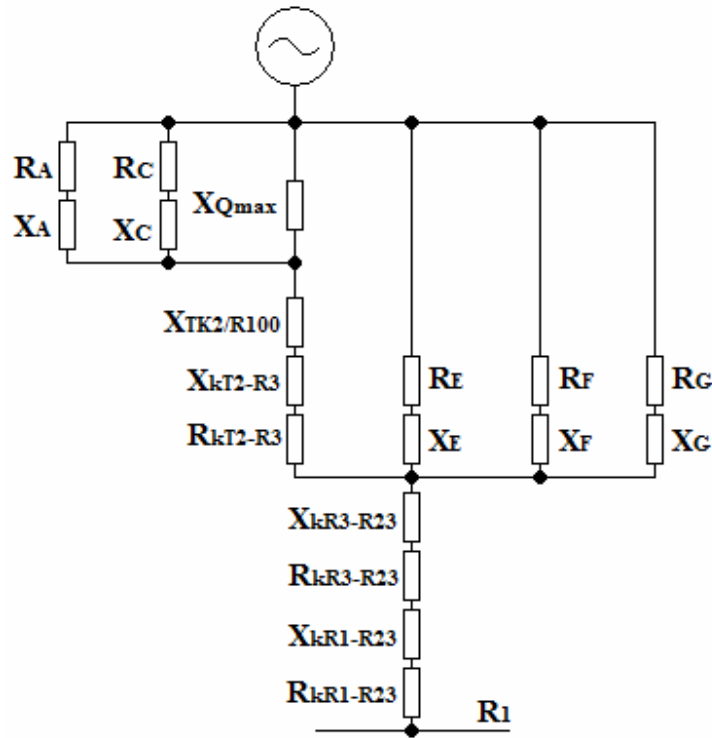 RA RC XQmax
XA XC
XTK2/R100
XkT2-R3 RE RF RG
RkT2-R3 XE XF XG
XkR3-R23
RkR3-R23
XkR1-R23
RkR1-R23
R1